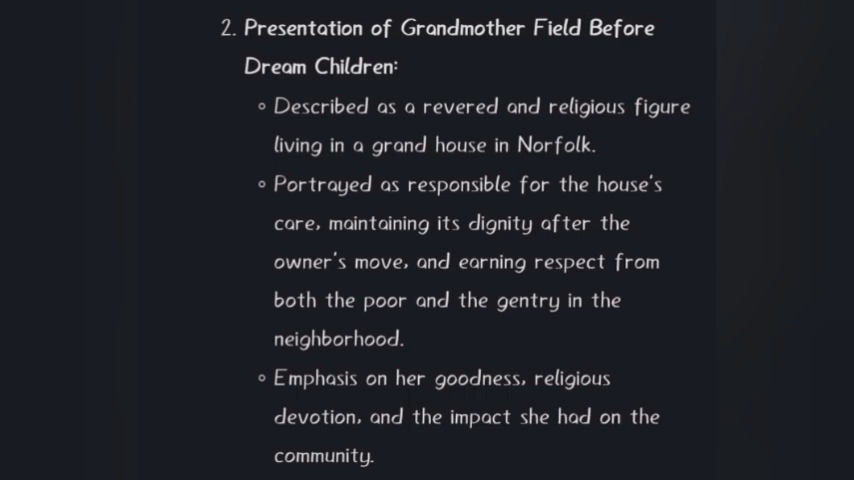 2. Presentation of Grandmother Field Before
Dream Children:
◦ Described as a revered and religious figure
living in a grand house in Norfolk.
◦ Portrayed as responsible for the house's
care, maintaining its dignity after the
owner's move, and earning respect from
both the poor and the gentry in the
neighborhood.
◦ Emphasis on her goodness, religious
devotion, and the impact she had on the
community.